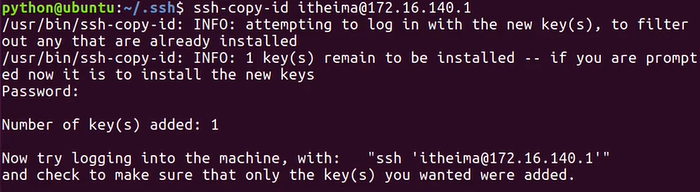 python@ubuntu:~/.ssh$ ssh-copy-id itheima@172.16.140.1
/usr/bin/ssh-copy-id: INFO: attempting to log in with the new key(s), to filter
out any that are already installed
/usr/bin/ssh-copy-id: INFO: 1 key(s) remain to be installed -- if you are prompt
ed now it is to install the new keys
Password:
Number of key(s) added: 1
Now try logging into the machine, with:   "ssh 'itheima@172.16.140.1'"
and check to make sure that only the key(s) you wanted were added.